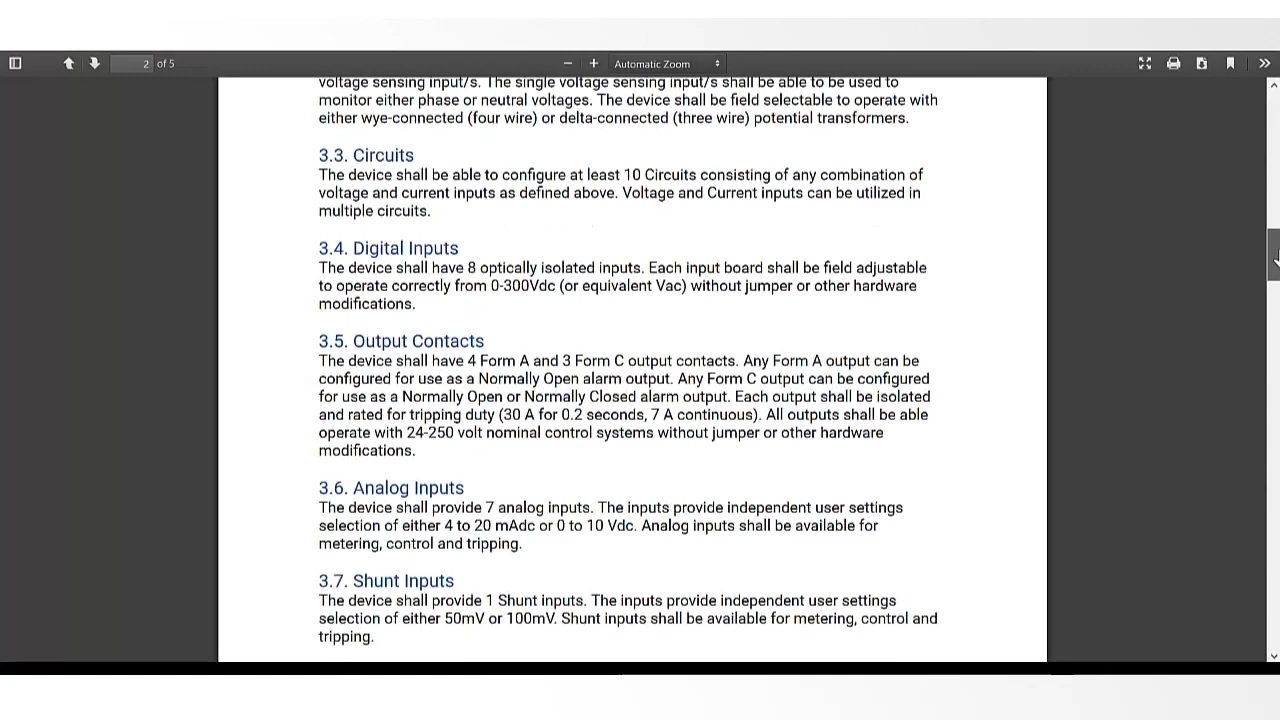 2 of 5
Automatic Zoom
voltage sensing input/s. The single voltage sensing input/s shall be able to be used to
monitor either phase or neutral voltages. The device shall be field selectable to operate with
either wye-connected (four wire) or delta-connected (three wire) potential transformers.
3.3. Circuits
The device shall be able to configure at least 10 Circuits consisting of any combination of
voltage and current inputs as defined above. Voltage and Current inputs can be utilized in
multiple circuits.
3.4. Digital Inputs
The device shall have 8 optically isolated inputs. Each input board shall be field adjustable
to operate correctly from 0-300Vdc (or equivalent Vac) without jumper or other hardware
modifications.
3.5. Output Contacts
The device shall have 4 Form A and 3 Form C output contacts. Any Form A output can be
configured for use as a Normally Open alarm output. Any Form C output can be configured
for use as a Normally Open or Normally Closed alarm output. Each output shall be isolated
and rated for tripping duty (30 A for 0.2 seconds, 7 A continuous). All outputs shall be able
operate with 24-250 volt nominal control systems without jumper or other hardware
modifications.
3.6. Analog Inputs
The device shall provide 7 analog inputs. The inputs provide independent user settings
selection of either 4 to 20 mAdc or 0 to 10 Vdc. Analog inputs shall be available for
metering, control and tripping.
3.7. Shunt Inputs
The device shall provide 1 Shunt inputs. The inputs provide independent user settings
selection of either 50mV or 100mV. Shunt inputs shall be available for metering, control and
tripping.